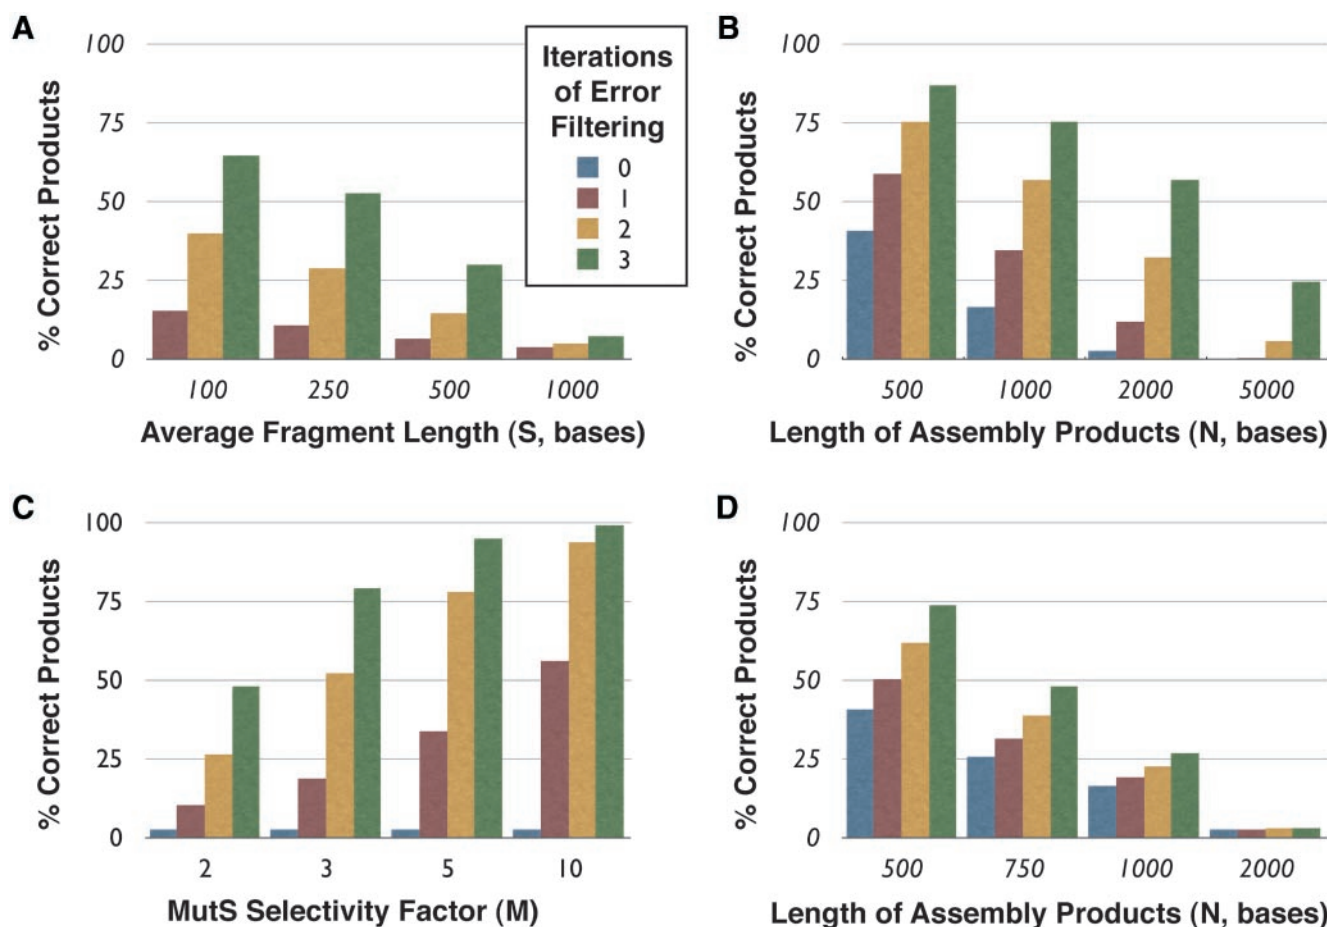 A
100
75
50
25
0
% Correct Products
100 250 500 1000
Average Fragment Length (S, bases)
Iterations
of Error
Filtering
0
1
2
3
B
100
75
50
25
0
% Correct Products
500 1000 2000 5000
Length of Assembly Products (N, bases)
C
100
75
50
25
0
% Correct Products
2 3 5 10
MutS Selectivity Factor (M)
D
100
75
50
25
0
% Correct Products
500 750 1000 2000
Length of Assembly Products (N, bases)